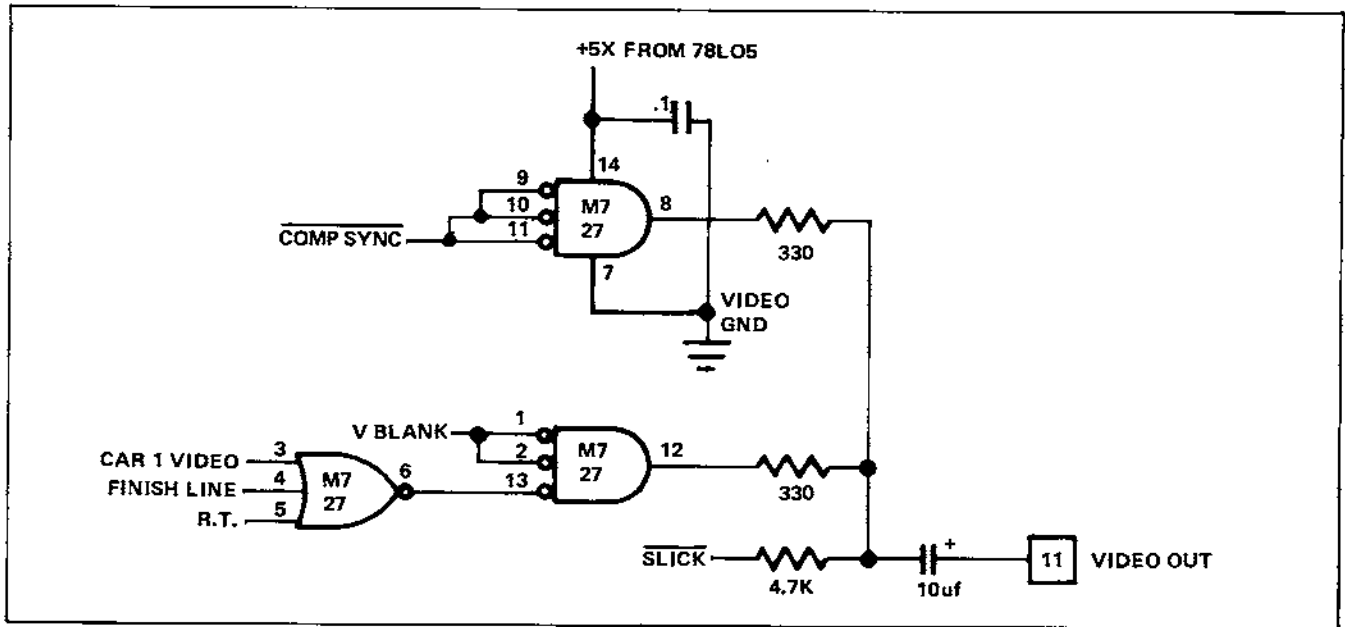 +5X FROM 78LO5
.1
14
9
10
11
M7
27
8
COMP SYNC
330
7
VIDEO
GND
V BLANK
1
2
13
M7
27
12
CAR 1 VIDEO
3
FINISH LINE
4
R.T.
5
M7
27
6
330
SLICK
4.7K
+
10uf
11
VIDEO OUT